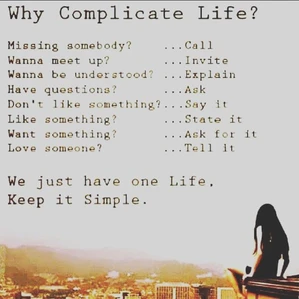 Why Complicate Life?
Missing somebody? ...Call
Wanna meet up? ...Invite
Wanna be understood? ...Explain
Have questions? ...Ask
Don't like something?...Say it
Like something? ...State it
Want something? ...Ask for it
Love someone? ...Tell it
We just have one Life,
Keep it Simple.